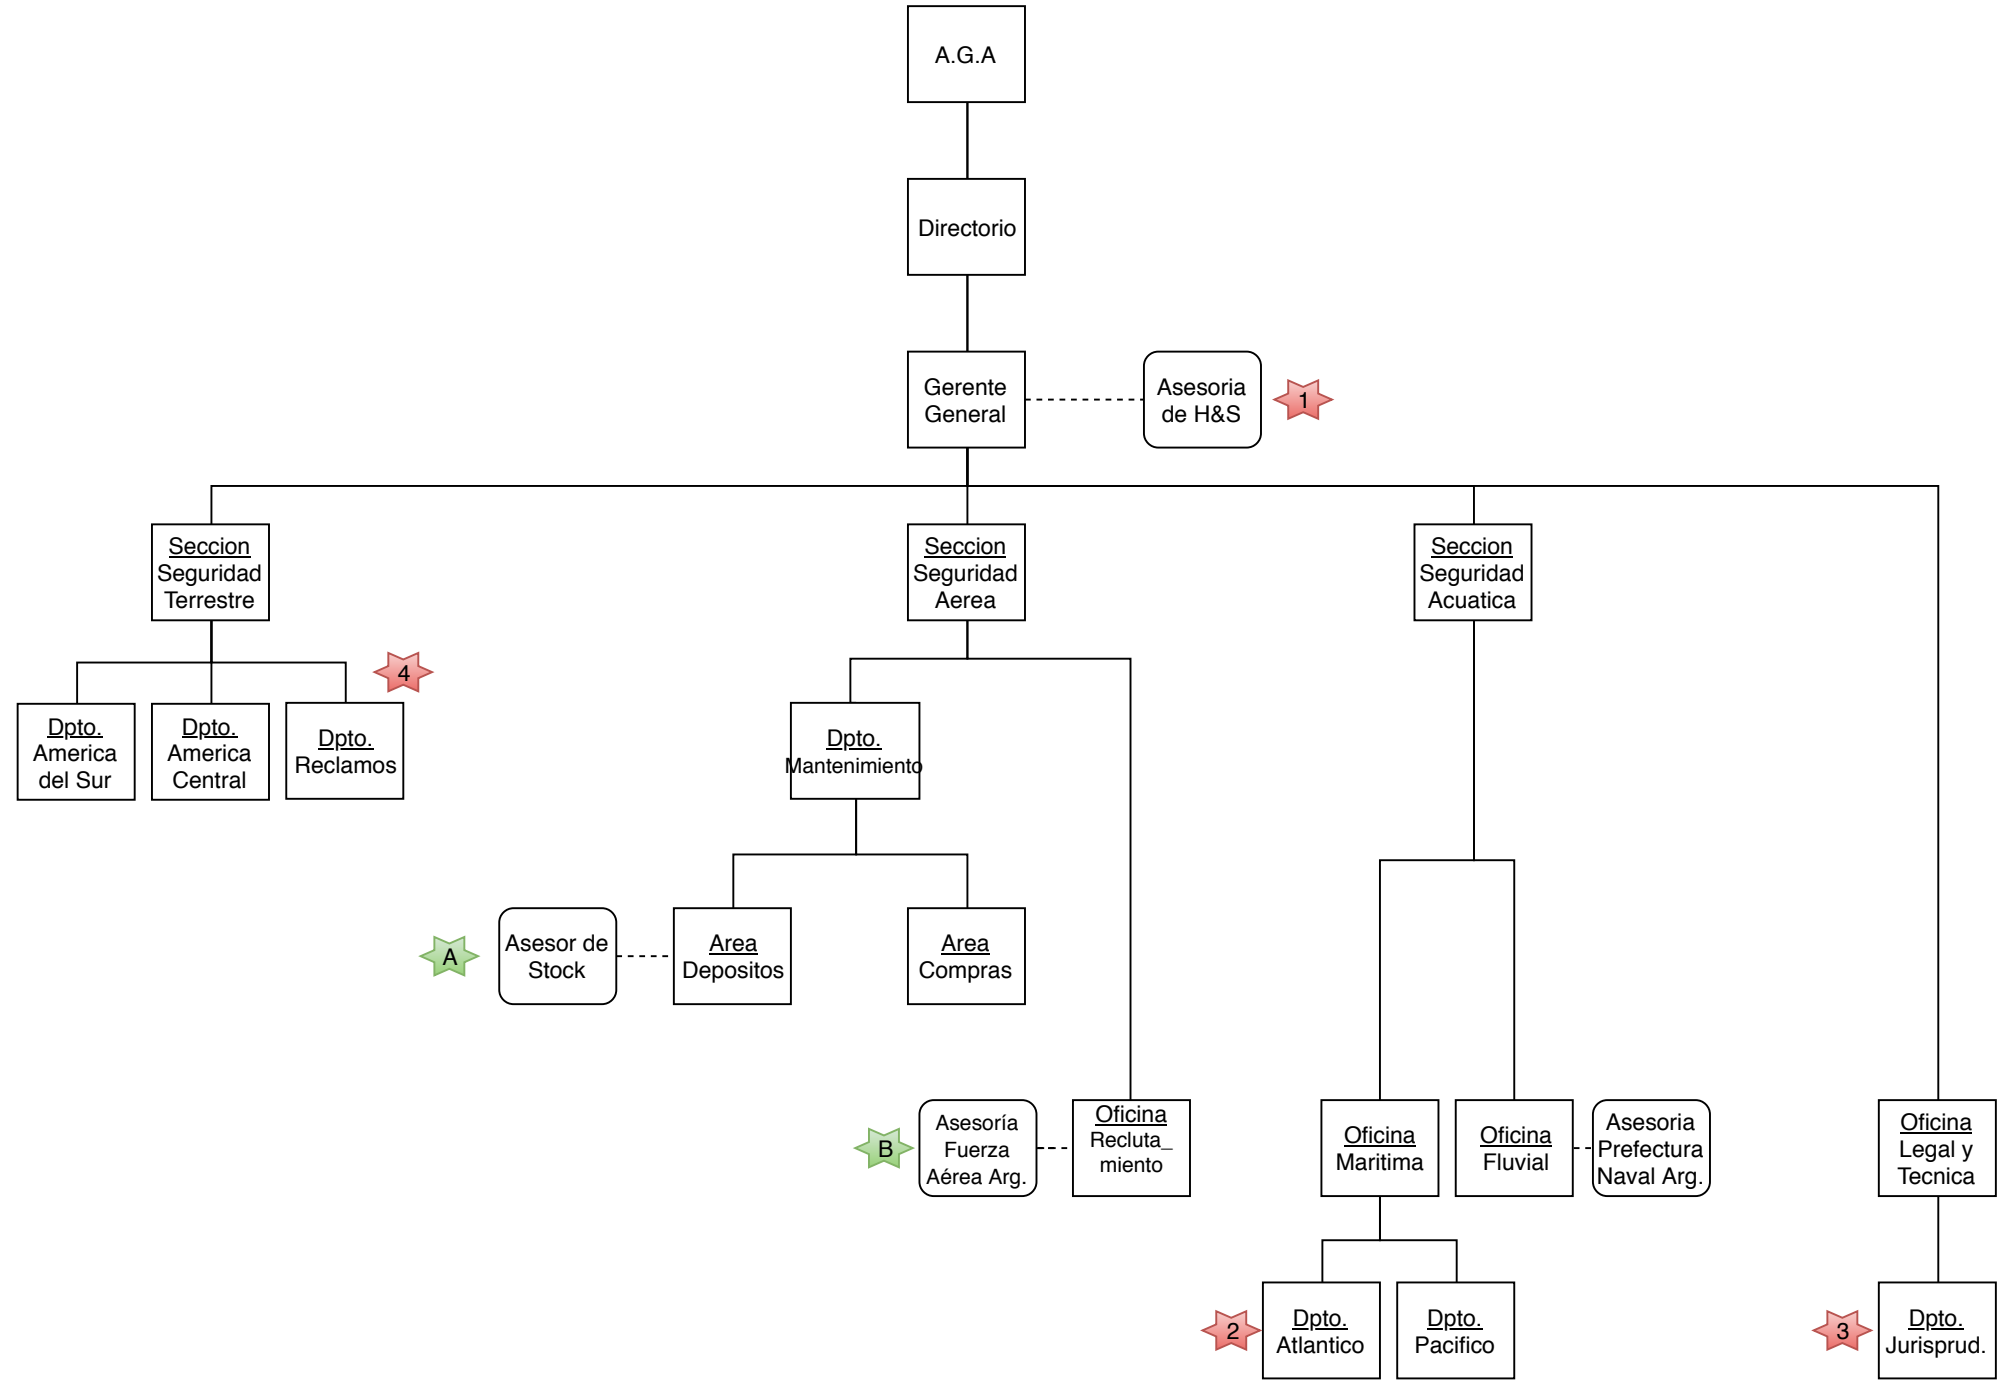 A.G.A
Directorio
Gerente
General
Asesoria
de H&S
1
Seccion
Seguridad
Terrestre
Seccion
Seguridad
Aerea
Seccion
Seguridad
Acuatica
4
Dpto.
America
del Sur
Dpto.
America
Central
Dpto.
Reclamos
Dpto.
Mantenimiento
A
Asesor de
Stock
Area
Depositos
Area
Compras
B
Asesoría
Fuerza
Aérea Arg.
Oficina
Recluta_
miento
Oficina
Maritima
Oficina
Fluvial
Asesoria
Prefectura
Naval Arg.
Oficina
Legal y
Tecnica
2
Dpto.
Atlantico
Dpto.
Pacifico
3
Dpto.
Jurisprud.